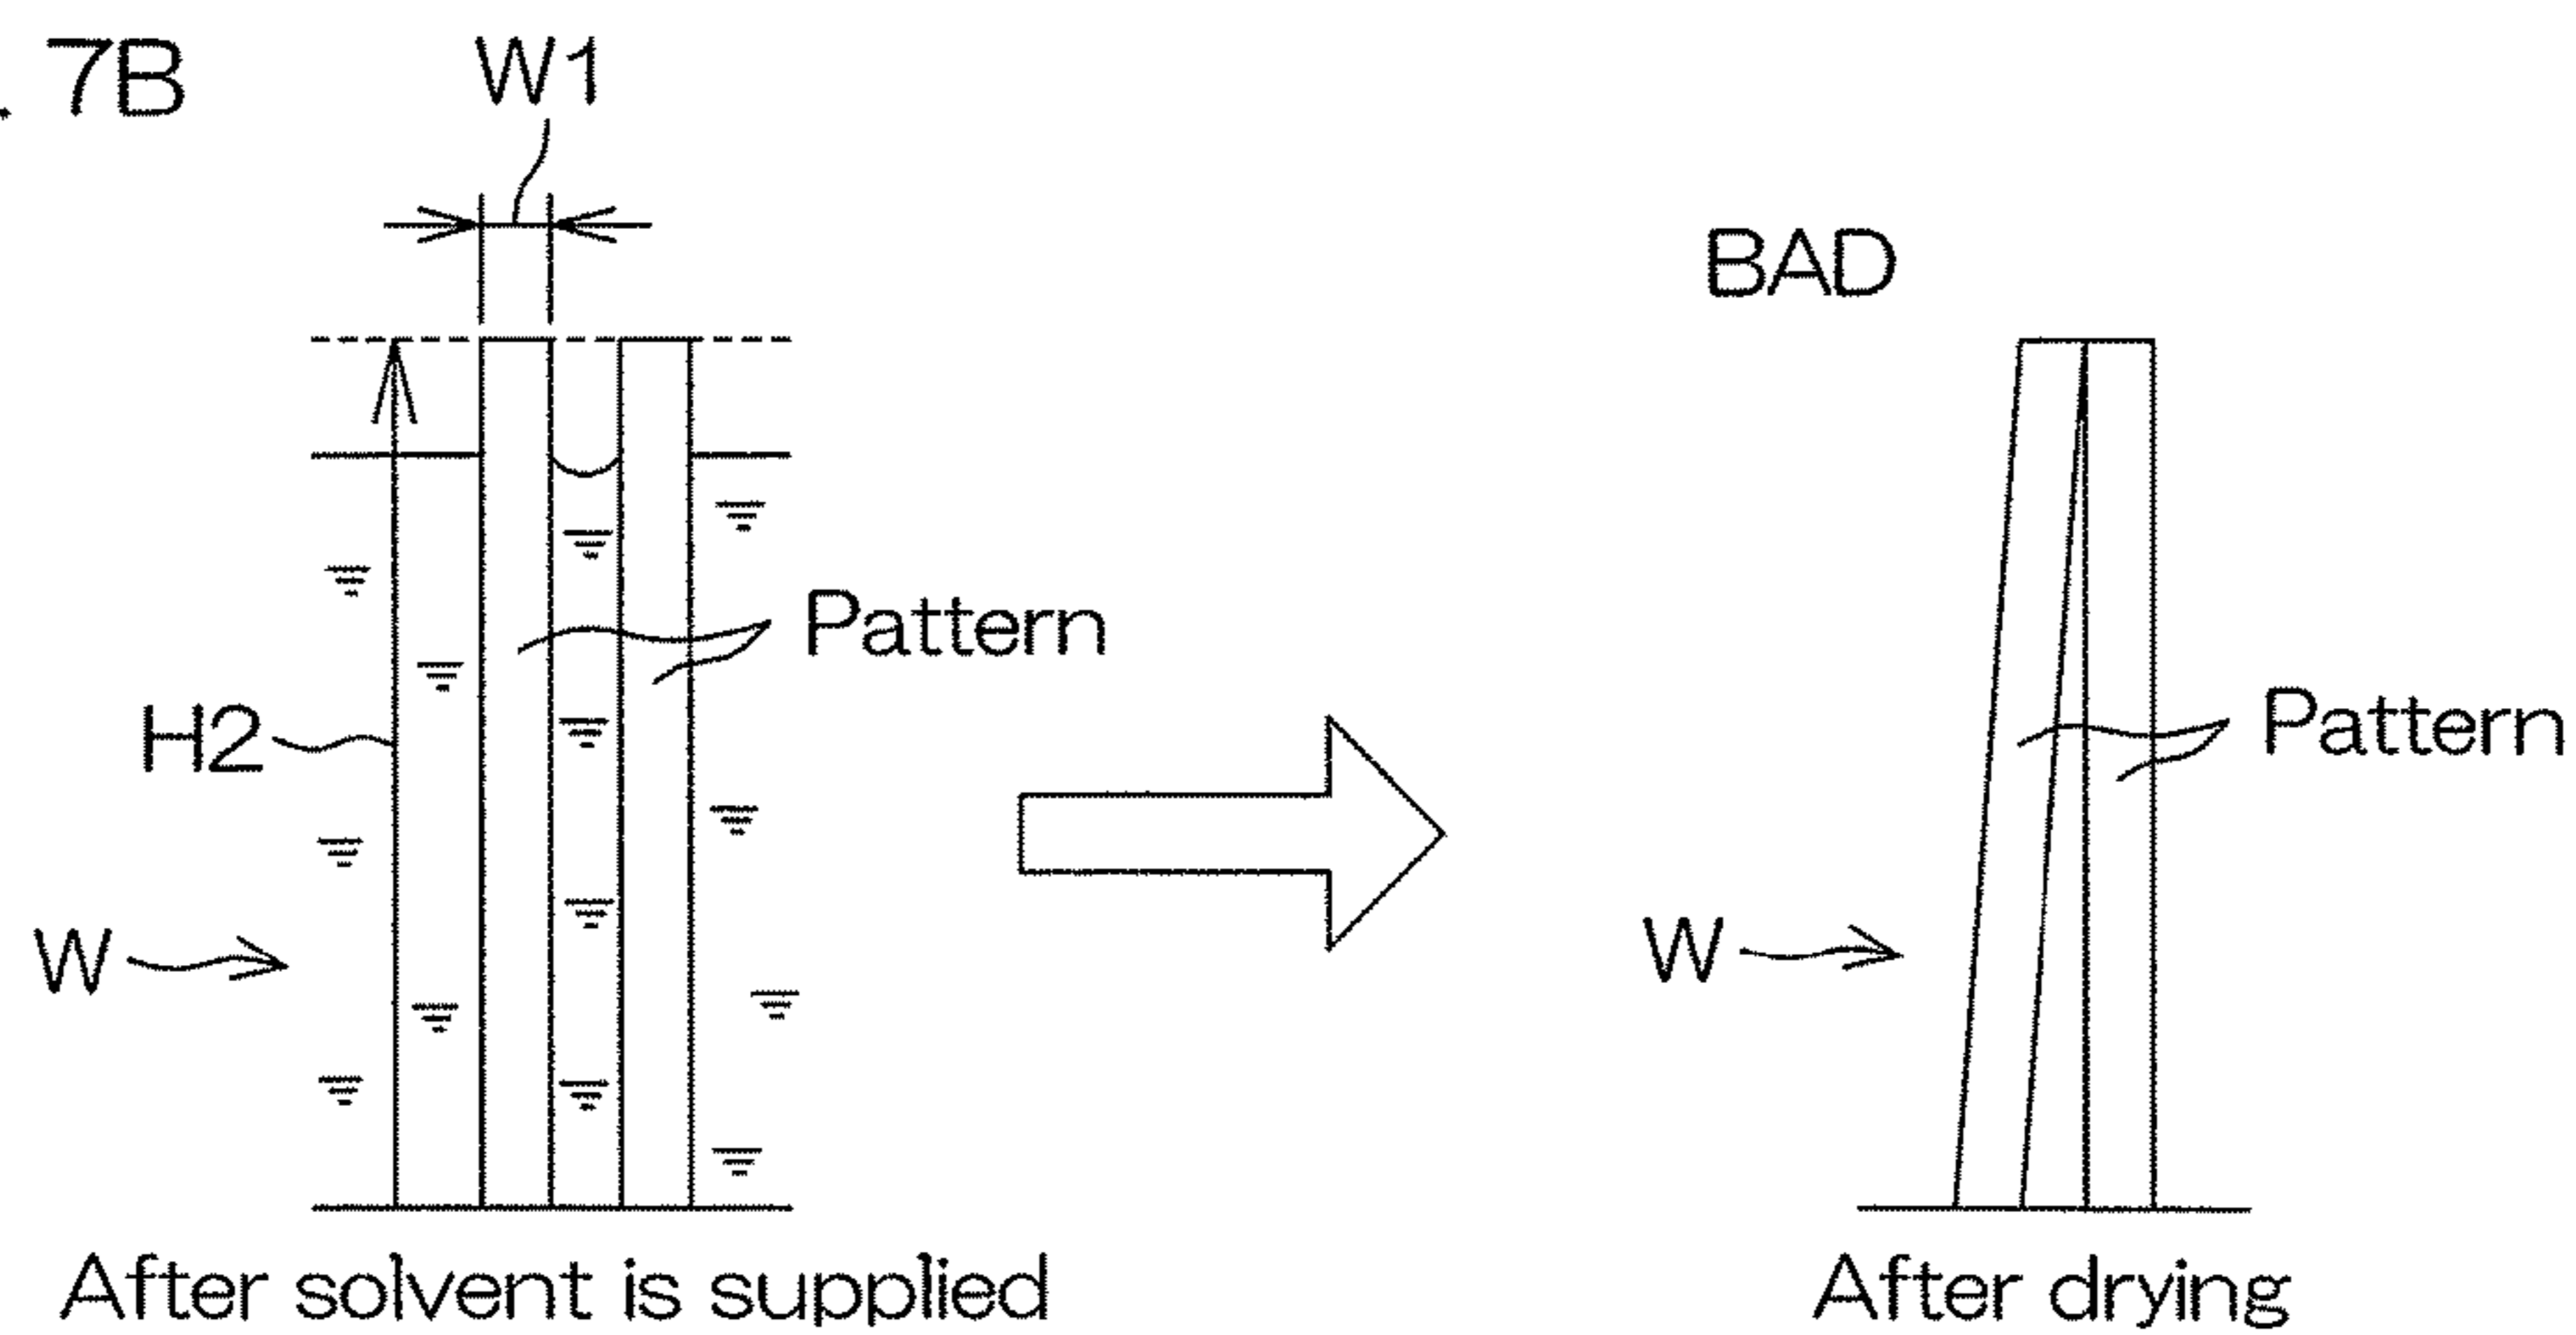 . 7B
W1
BAD
Pattern
H2
Pattern
W
W
After solvent is supplied
After drying